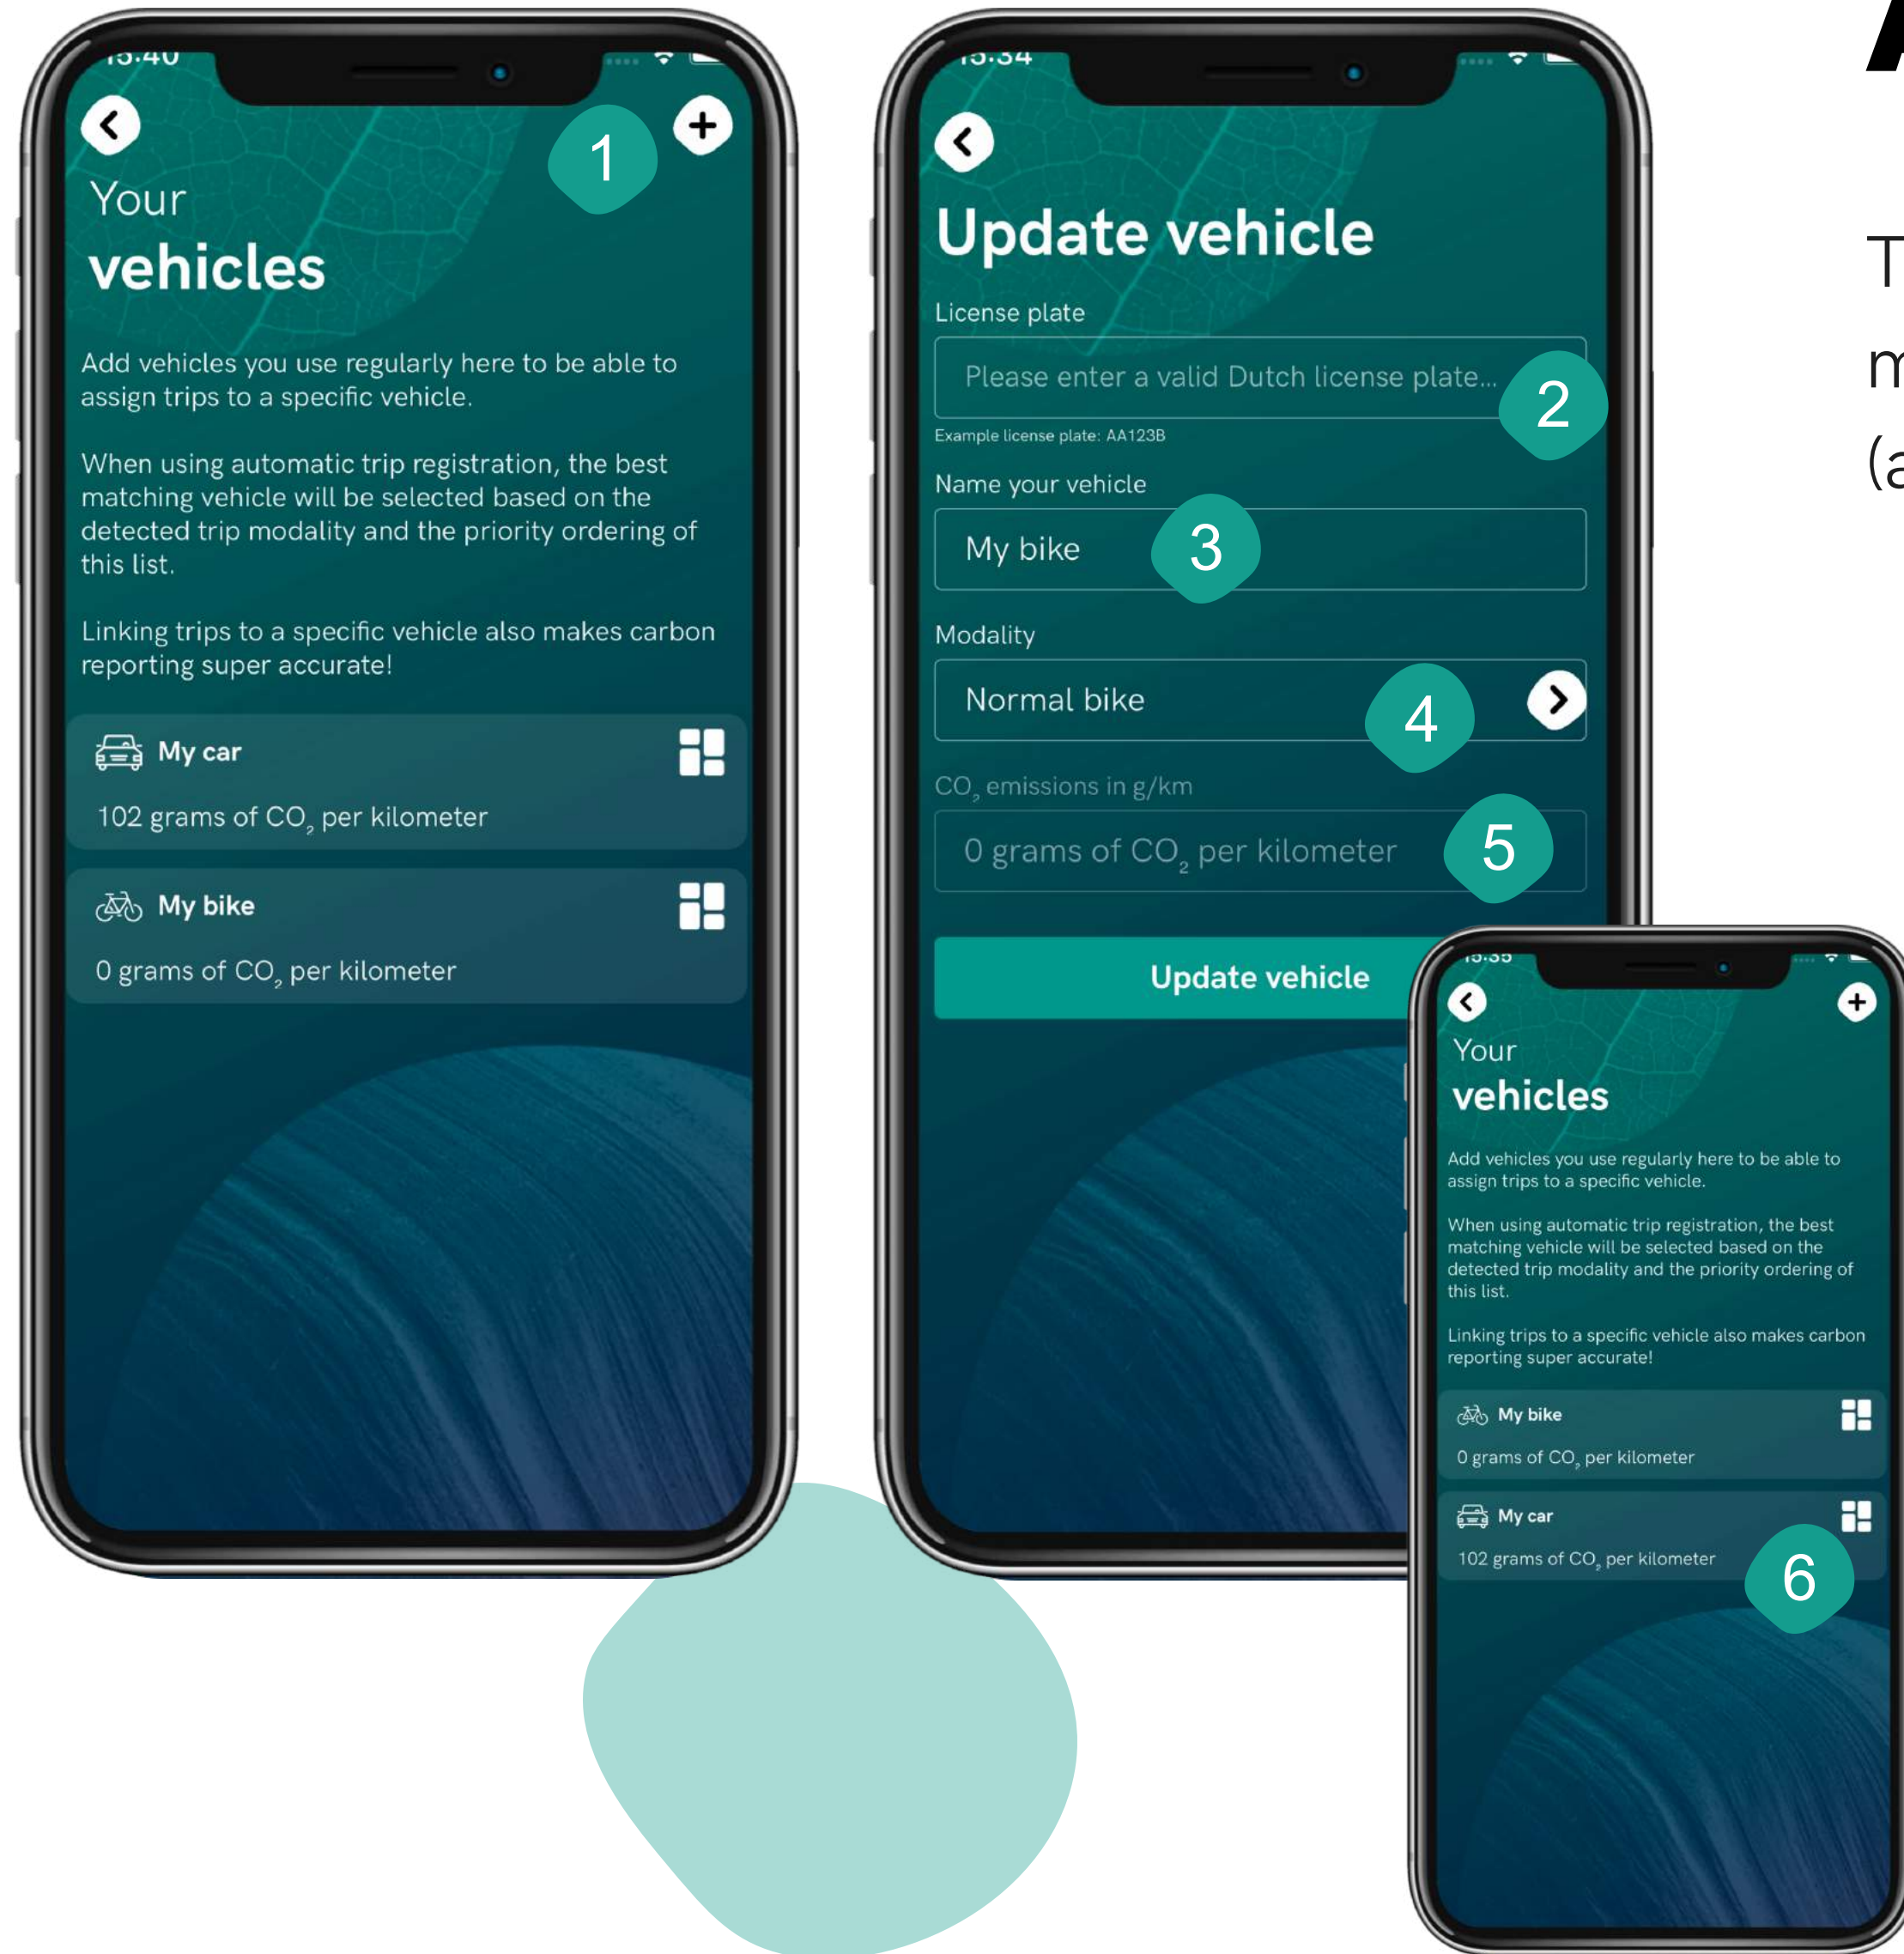 15:40
1
Your
vehicles
Add vehicles you use regularly here to be able to
assign trips to a specific vehicle.
When using automatic trip registration, the best
matching vehicle will be selected based on the
detected trip modality and the priority ordering of
this list.
Linking trips to a specific vehicle also makes carbon
reporting super accurate!
My car
102 grams of CO₂ per kilometer
My bike
0 grams of CO₂ per kilometer
15:34
Update vehicle
License plate
Please enter a valid Dutch license plate...
2
Example license plate: AA123B
Name your vehicle
My bike
3
Modality
Normal bike
4
CO₂ emissions in g/km
0 grams of CO₂ per kilometer
5
Update vehicle
15:35
Your
vehicles
Add vehicles you use regularly here to be able to
assign trips to a specific vehicle.
When using automatic trip registration, the best
matching vehicle will be selected based on the
detected trip modality and the priority ordering of
this list.
Linking trips to a specific vehicle also makes carbon
reporting super accurate!
My bike
0 grams of CO₂ per kilometer
My car
102 grams of CO₂ per kilometer
6